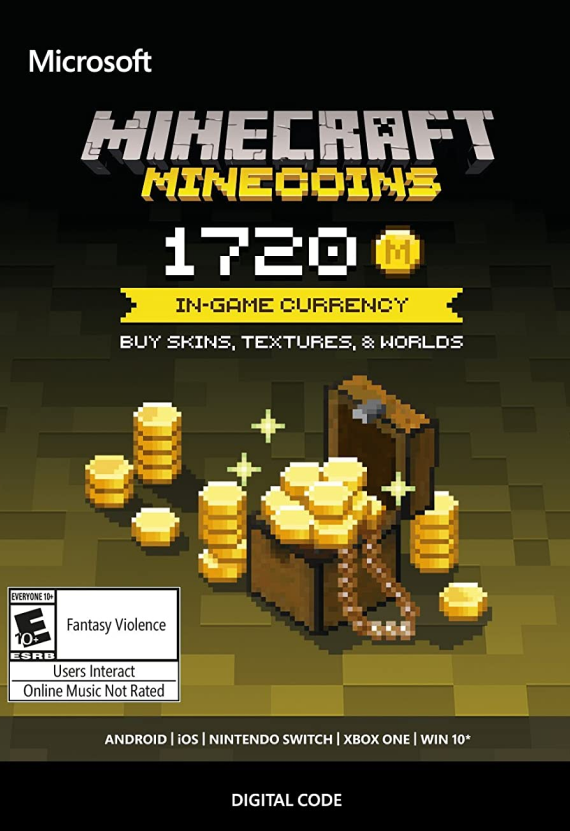 Microsoft
MINECRAFT
MINECOINS
1720 M
IN-GAME CURRENCY
BUY SKINS, TEXTURES, & WORLDS
EVERYONE 10+
E
10+
ESRB
Fantasy Violence
Users Interact
Online Music Not Rated
ANDROID | iOS | NINTENDO SWITCH | XBOX ONE | WIN 10*
DIGITAL CODE